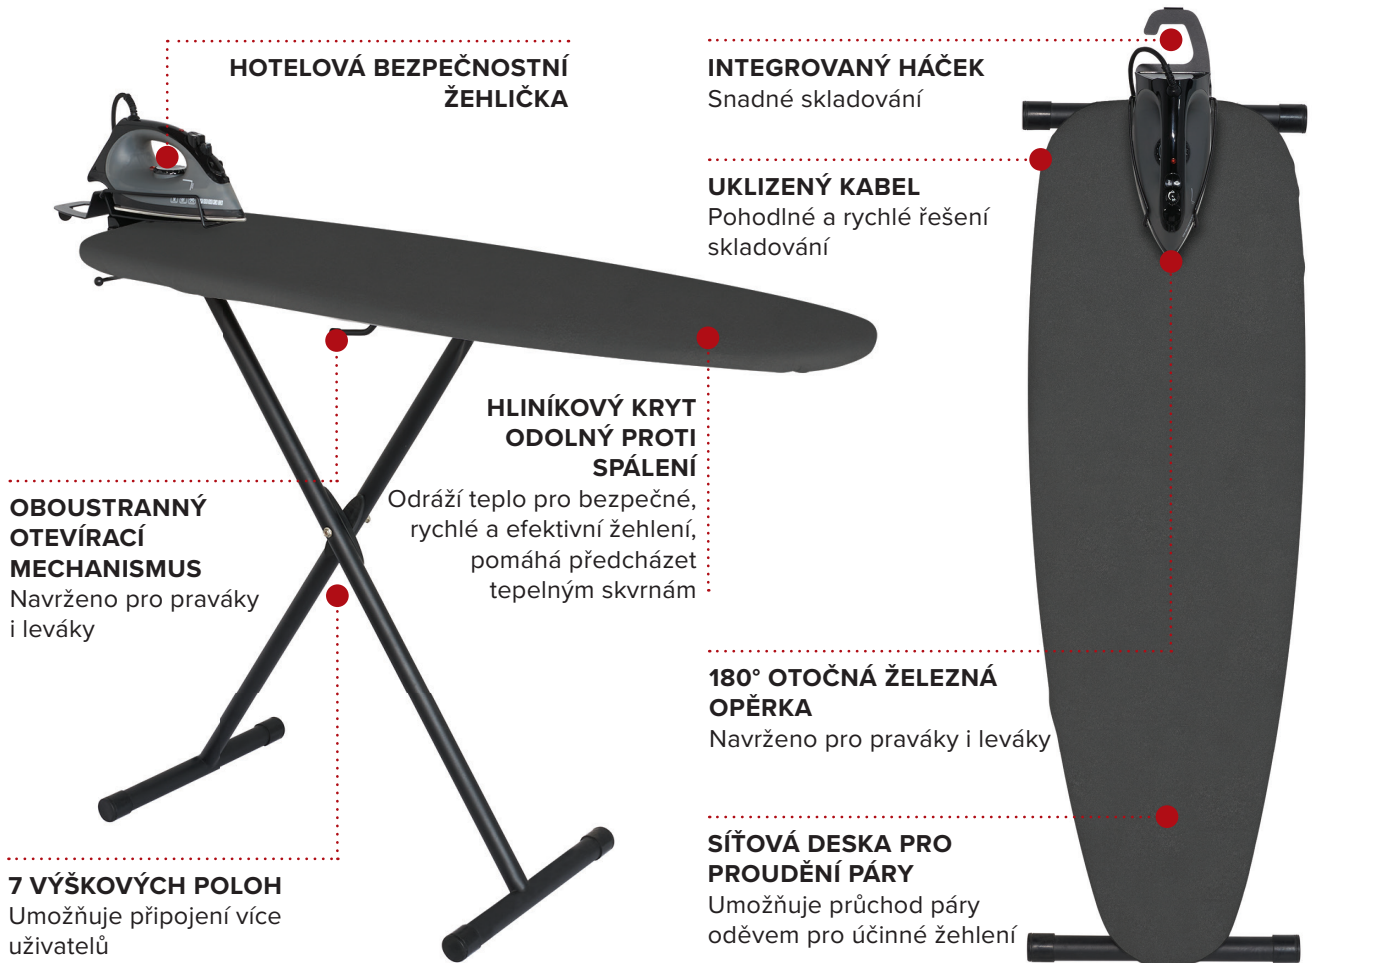 HOTELOVÁ BEZPEČNOSTNÍ
ŽEHLIČKA
INTEGROVANÝ HÁČEK
Snadné skladování
UKLIZENÝ KABEL
Pohodlné a rychlé řešení
skladování
HLINÍKOVÝ KRYT
ODOLNÝ PROTI
SPÁLENÍ
Odráží teplo pro bezpečné,
rychlé a efektivní žehlení,
pomáhá předcházet
tepelným skvrnám
OBOUSTRANNÝ
OTEVÍRACÍ
MECHANISMUS
Navrženo pro praváky
i leváky
180° OTOČNÁ ŽELEZNÁ
OPĚRKA
Navrženo pro praváky i leváky
7 VÝŠKOVÝCH POLOH
Umožňuje připojení více
uživatelů
SÍŤOVÁ DESKA PRO
PROUDĚNÍ PÁRY
Umožňuje průchod páry
oděvem pro účinné žehlení